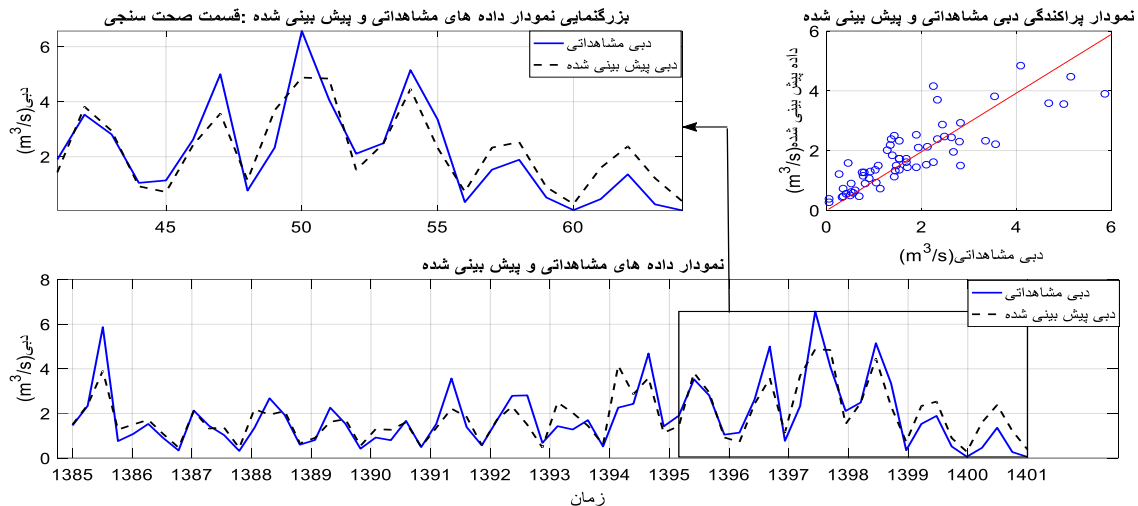 بزرگنمایی نمودار داده های مشاهداتی و پیش بینی شده :قسمت صحت سنجی
دبی(m³/s)
6
4
2
45
50
55
60
دبی مشاهداتی
دبی پیش بینی شده
نمودار پراکندگی دبی مشاهداتی و پیش بینی شده
داده پیش بینی شده(m³/s)
6
4
2
0
0
2
4
6
دبی مشاهداتی(m³/s)
نمودار داده های مشاهداتی و پیش بینی شده
دبی(m³/s)
8
6
4
2
0
دبی مشاهداتی
دبی پیش بینی شده
1385 1386 1387 1388 1389 1390 1391 1392 1393 1394 1395 1396 1397 1398 1399 1400 1401
زمان